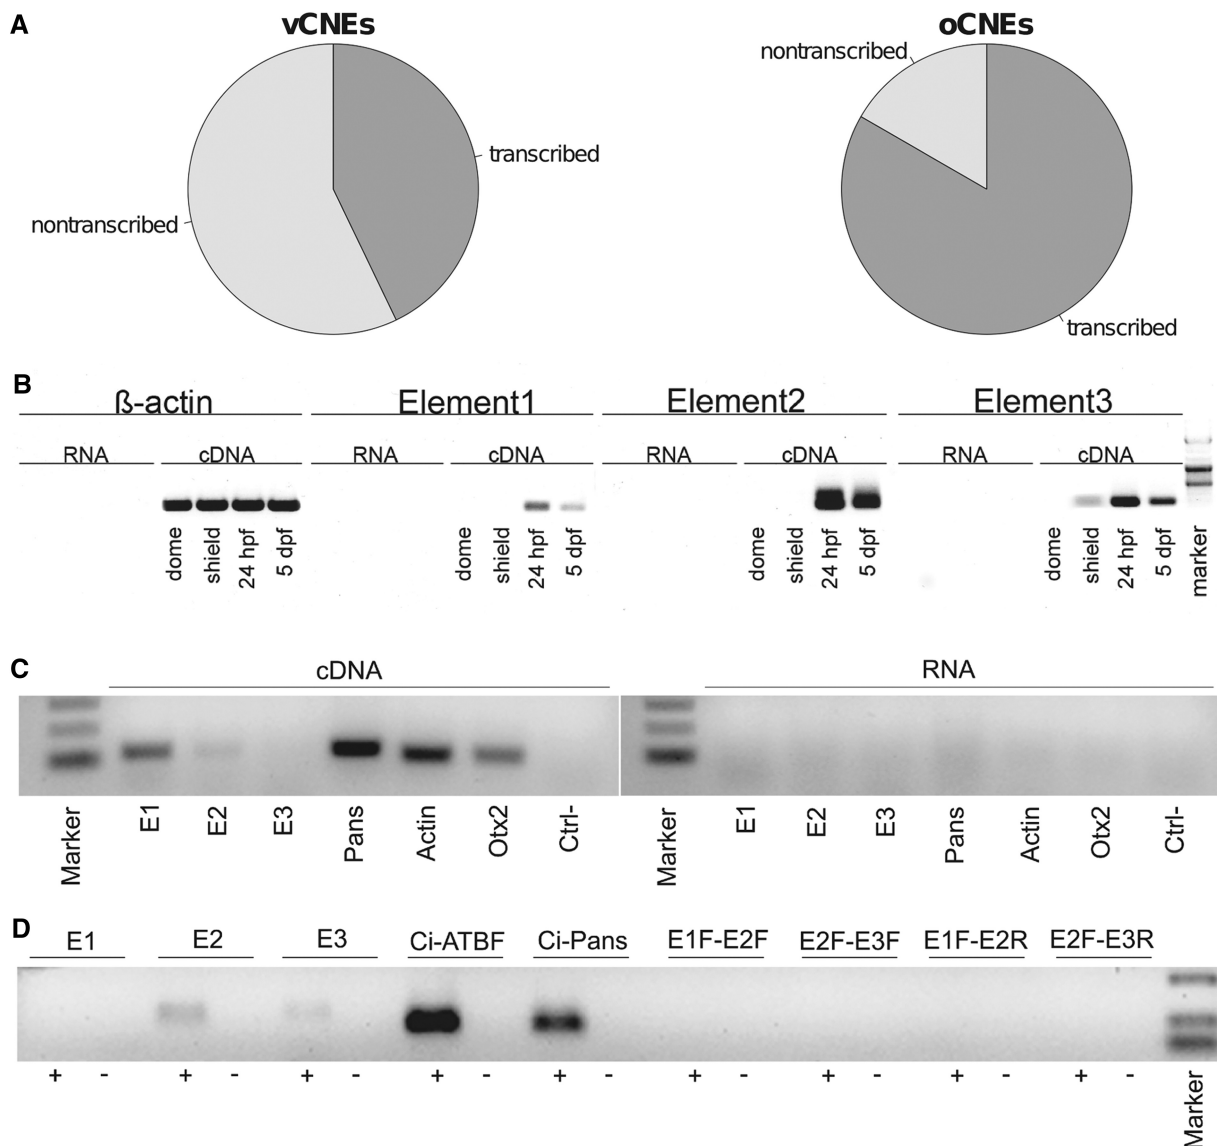 A
vCNEs
oCNEs
nontranscribed
transcribed
nontranscribed
transcribed
B
ß-actin Element1 Element2 Element3
RNA cDNA RNA cDNA RNA cDNA RNA cDNA
dome shield 24 hpf 5 dpf dome shield 24 hpf 5 dpf dome shield 24 hpf 5 dpf dome shield 24 hpf 5 dpf marker
C
cDNA RNA
Marker E1 E2 E3 Pans Actin Otx2 Ctrl- Marker E1 E2 E3 Pans Actin Otx2 Ctrl-
D
E1 E2 E3 Ci-ATBF Ci-Pans E1F-E2F E2F-E3F E1F-E2R E2F-E3R
+ - + - + - + - + - + - + - + - + -
Marker